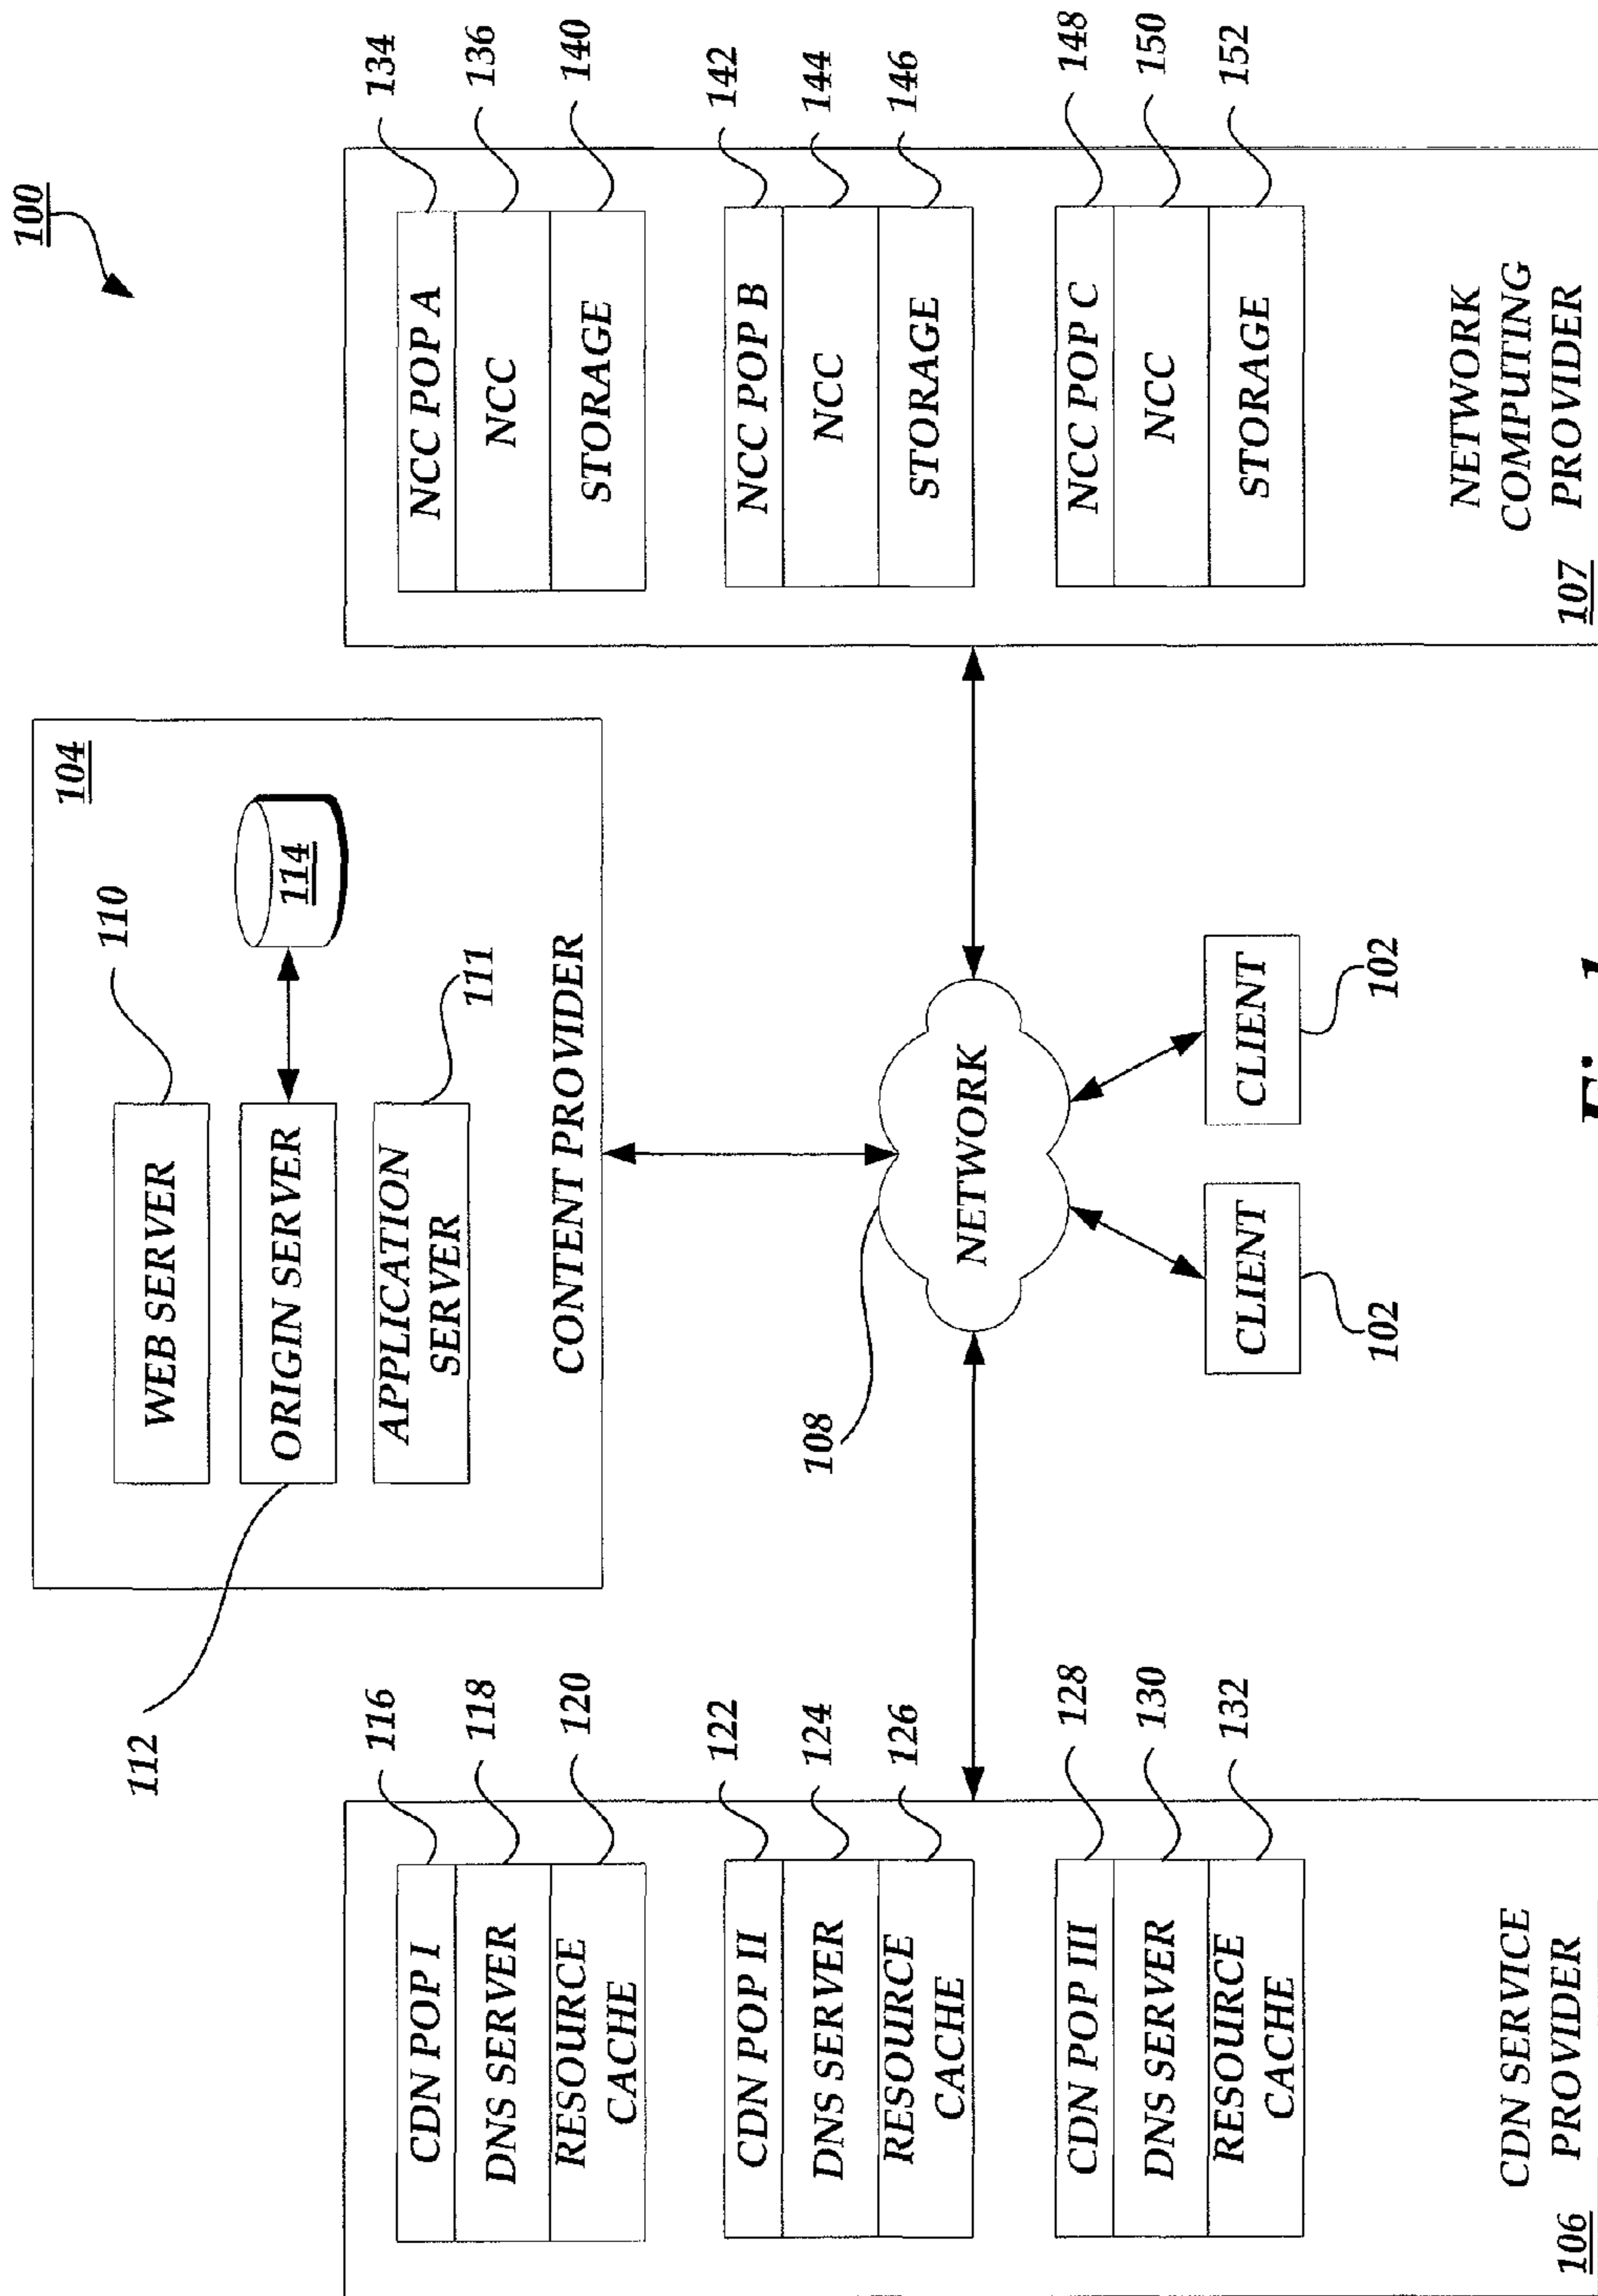 100
104
110
WEB SERVER
ORIGIN SERVER
114
112
APPLICATION
SERVER
111
CONTENT PROVIDER
CDN POP I
116
DNS SERVER
118
RESOURCE
CACHE
120
CDN POP II
122
DNS SERVER
124
RESOURCE
CACHE
126
CDN POP III
128
DNS SERVER
130
RESOURCE
CACHE
132
CDN SERVICE
PROVIDER
106
108
NETWORK
CLIENT
102
CLIENT
102
NCC POP A
134
NCC
136
STORAGE
140
NCC POP B
142
NCC
144
STORAGE
146
NCC POP C
148
NCC
150
STORAGE
152
NETWORK
COMPUTING
PROVIDER
107